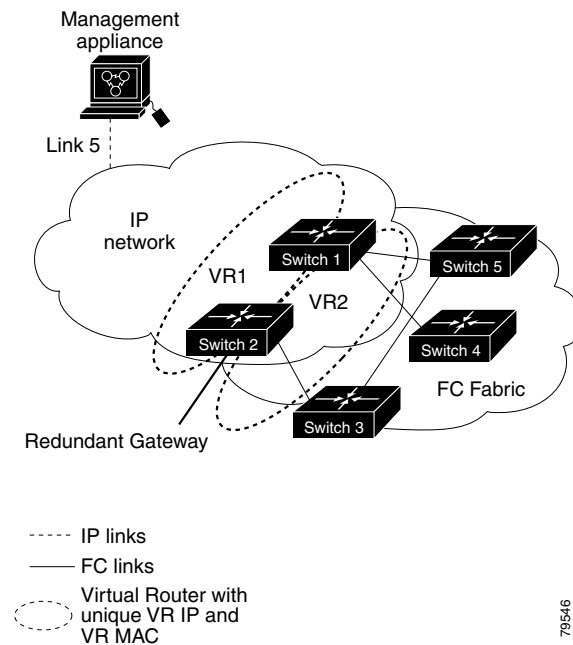 Management
appliance
Link 5
IP
network
Switch 1
Switch 5
VR1
VR2
Switch 2
Switch 4
FC Fabric
Switch 3
Redundant Gateway
IP links
FC links
Virtual Router with
unique VR IP and
VR MAC
79546